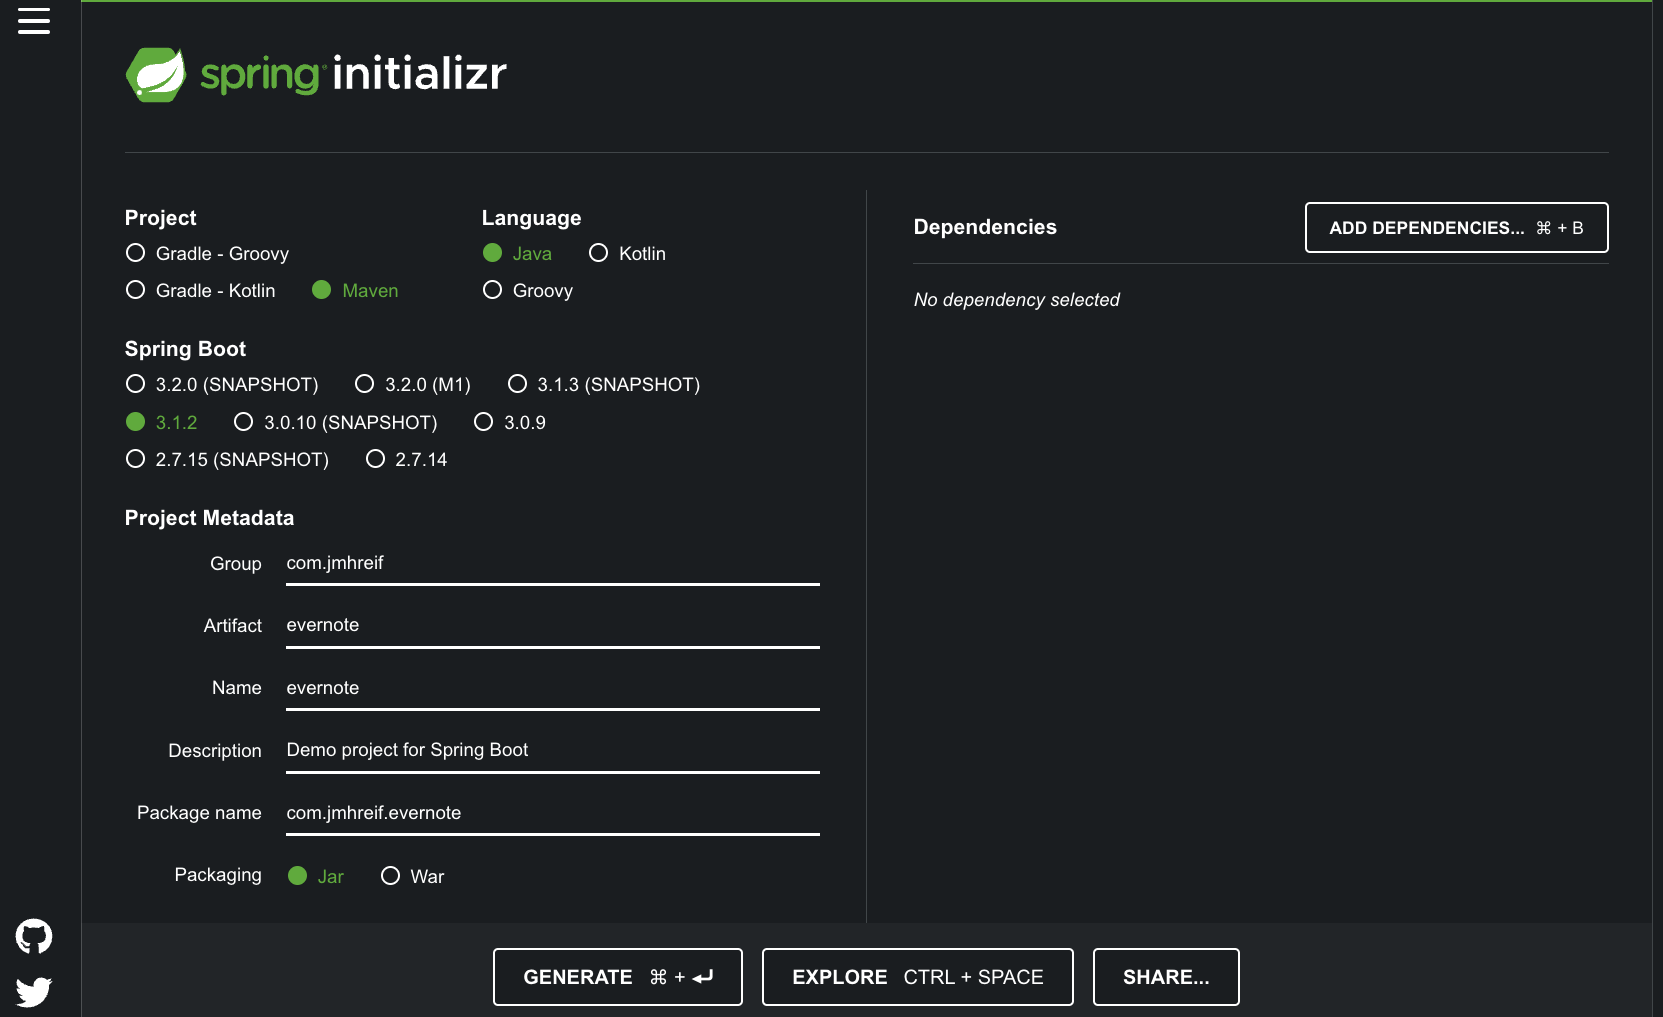 spring initializr
Project
Gradle - Groovy
Gradle - Kotlin Maven
Language
Java Kotlin
Groovy
Spring Boot
3.2.0 (SNAPSHOT) 3.2.0 (M1) 3.1.3 (SNAPSHOT)
3.1.2 3.0.10 (SNAPSHOT) 3.0.9
2.7.15 (SNAPSHOT) 2.7.14
Project Metadata
Group com.jmhreif
Artifact evernote
Name evernote
Description Demo project for Spring Boot
Package name com.jmhreif.evernote
Packaging Jar War
Dependencies ADD DEPENDENCIES... ⌘ + B
No dependency selected
GENERATE ⌘ + ⏎ EXPLORE CTRL + SPACE SHARE...